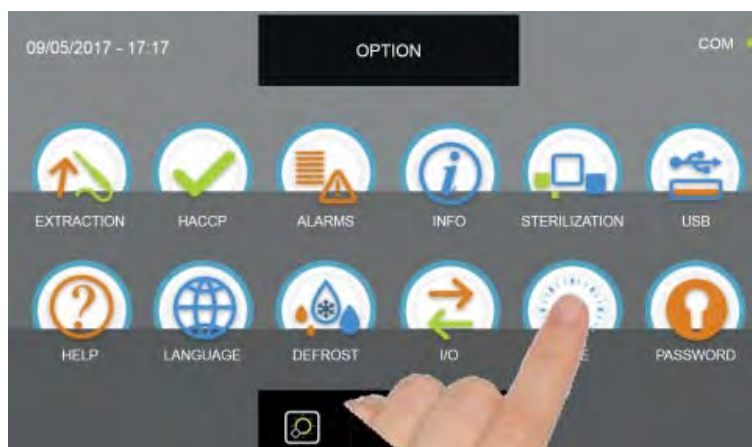 09/05/2017 - 17:17
OPTION
COM
EXTRACTION
HACCP
ALARMS
INFO
STERILIZATION
USB
HELP
LANGUAGE
DEFROST
I/O
PASSWORD